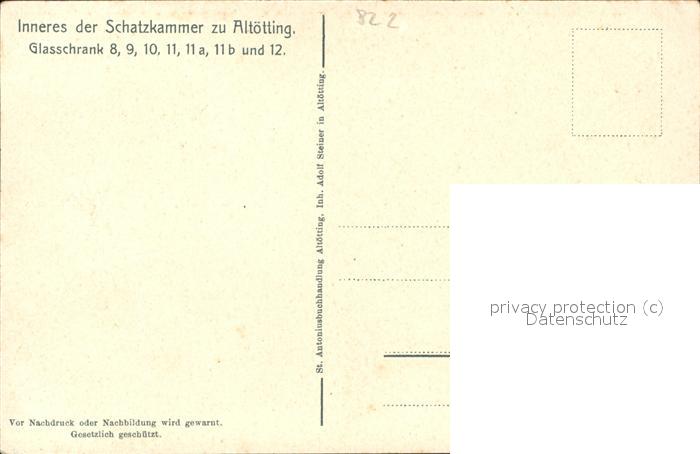 Inneres der Schatzkammer zu Altötting.
Glasschrank 8, 9, 10, 11, 11a, 11b und 12.
822
St. Antoniusbuchhandlung Altötting, Inh. Adolf Steiner in Altötting.
privacy protection (c)
Datenschutz
Vor Nachdruck oder Nachbildung wird gewarnt.
Gesetzlich geschützt.